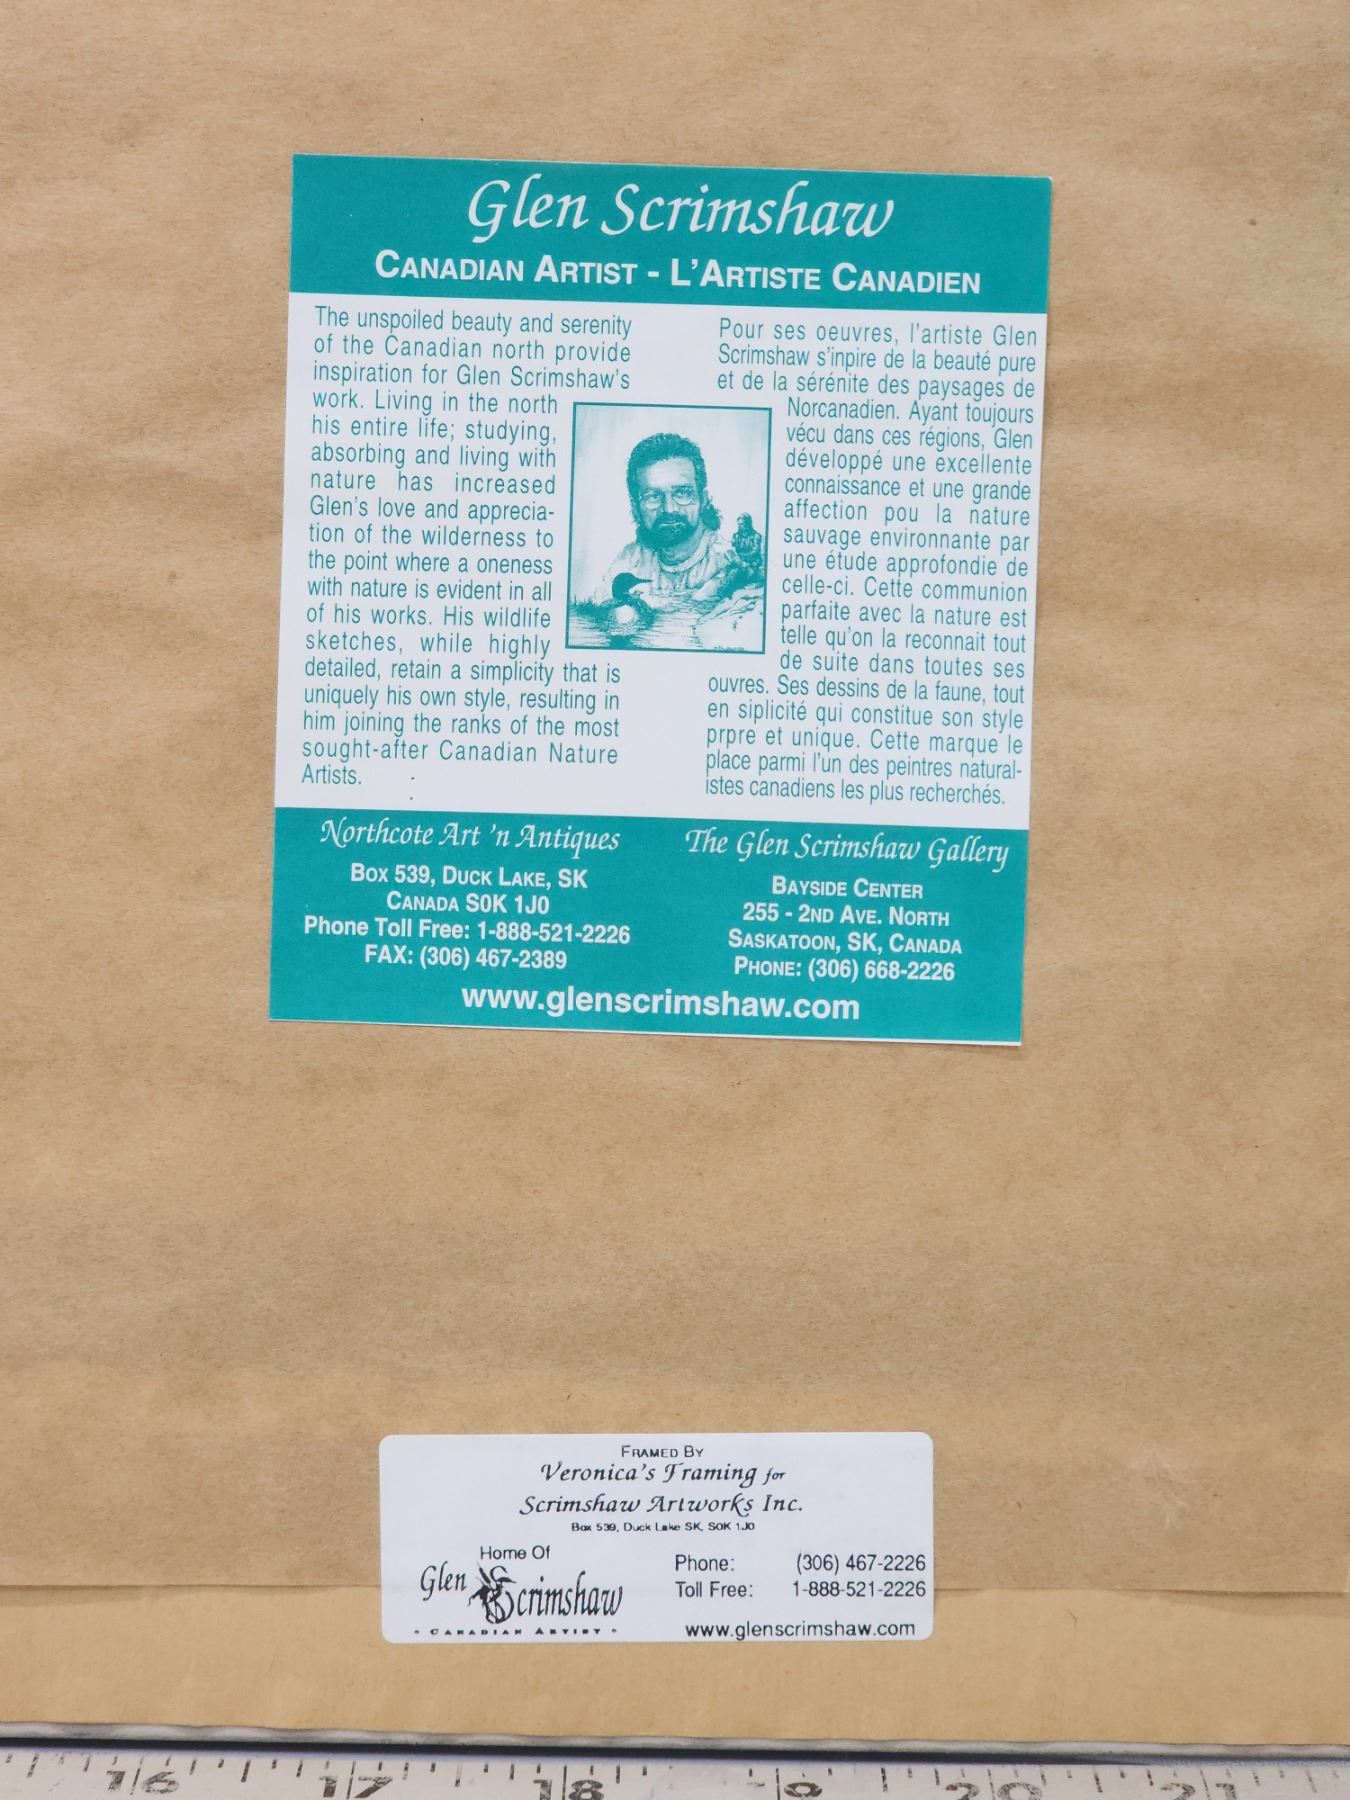 Glen Scrimshaw
CANADIAN ARTIST - L'ARTISTE CANADIEN
The unspoiled beauty and serenity
of the Canadian north provide
inspiration for Glen Scrimshaw's
work. Living in the north
his entire life; studying,
absorbing and living with
nature has increased
Glen's love and apprecia-
tion of the wilderness to
the point where a oneness
with nature is evident in all
of his works. His wildlife
sketches, while highly
detailed, retain a simplicity that is
uniquely his own style, resulting in
him joining the ranks of the most
sought-after Canadian Nature
Artists.
Pour ses oeuvres, l'artiste Glen
Scrimshaw s'inpire de la beauté pure
et de la sérénite des paysages de
Norcanadien. Ayant toujours
vécu dans ces régions, Glen
développé une excellente
connaissance et une grande
affection pou la nature
sauvage environnante par
une étude approfondie de
celle-ci. Cette communion
parfaite avec la nature est
telle qu'on la reconnait tout
de suite dans toutes ses
ouvres. Ses dessins de la faune, tout
en siplicité qui constitue son style
prpre et unique. Cette marque le
place parmi l'un des peintres natural-
istes canadiens les plus recherchés.
Northcote Art 'n Antiques
BOX 539, DUCK LAKE, SK
CANADA S0K 1J0
Phone Toll Free: 1-888-521-2226
FAX: (306) 467-2389
The Glen Scrimshaw Gallery
BAYSIDE CENTER
255 - 2ND AVE. NORTH
SASKATOON, SK, CANADA
PHONE: (306) 668-2226
www.glenscrimshaw.com
FRAMED BY
Veronica's Framing for
Scrimshaw Artworks Inc.
Box 539, Duck Lake SK, S0K 1J0
Home Of
Glen Scrimshaw
- CANADIAN ARTIST -
Phone: (306) 467-2226
Toll Free: 1-888-521-2226
www.glenscrimshaw.com
16 17 18 19 20 21